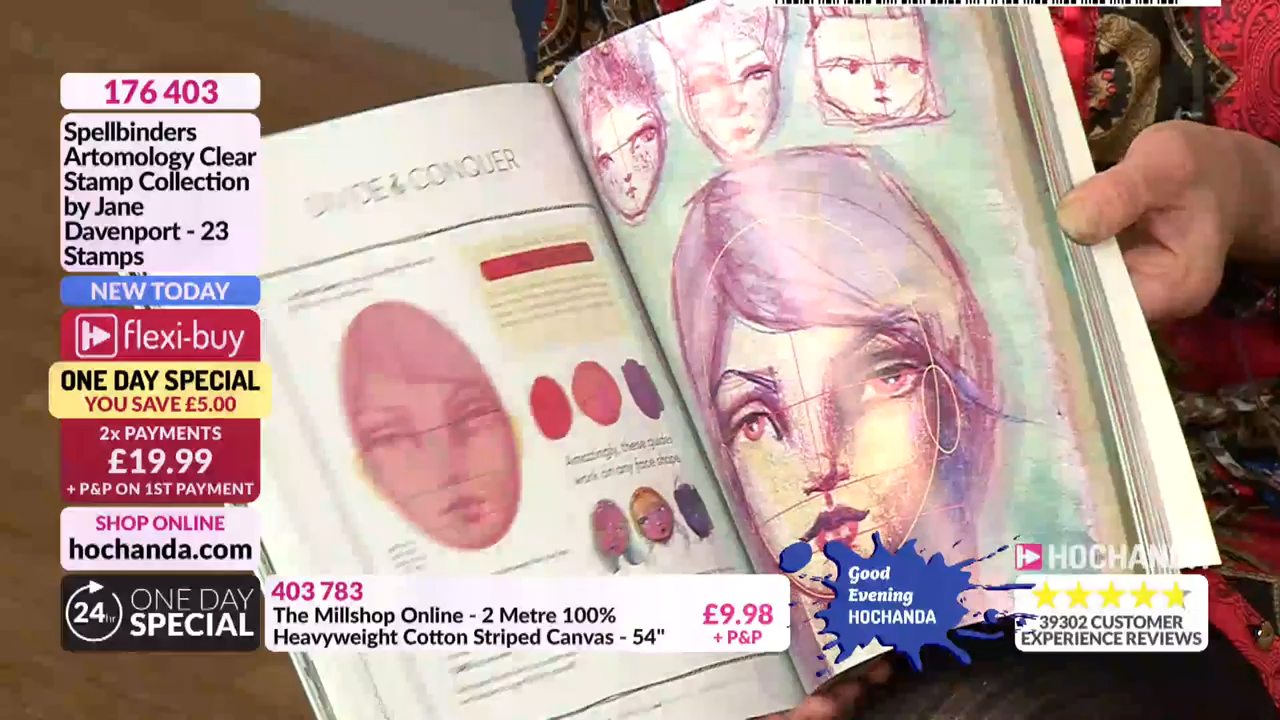 176 403
Spellbinders
Artomology Clear
Stamp Collection
by Jane
Davenport - 23
Stamps
NEW TODAY
flexi-buy
ONE DAY SPECIAL
YOU SAVE £5.00
2x PAYMENTS
£19.99
+ P&P ON 1ST PAYMENT
SHOP ONLINE
hochanda.com
24hr
ONE DAY
SPECIAL
403 783
The Millshop Online - 2 Metre 100%
Heavyweight Cotton Striped Canvas - 54"
£9.98
+ P&P
DIVIDE & CONQUER
Amazingly, these guides
work on any face shape.
Good
Evening
HOCHANDA
HOCHANDA
39302 CUSTOMER
EXPERIENCE REVIEWS